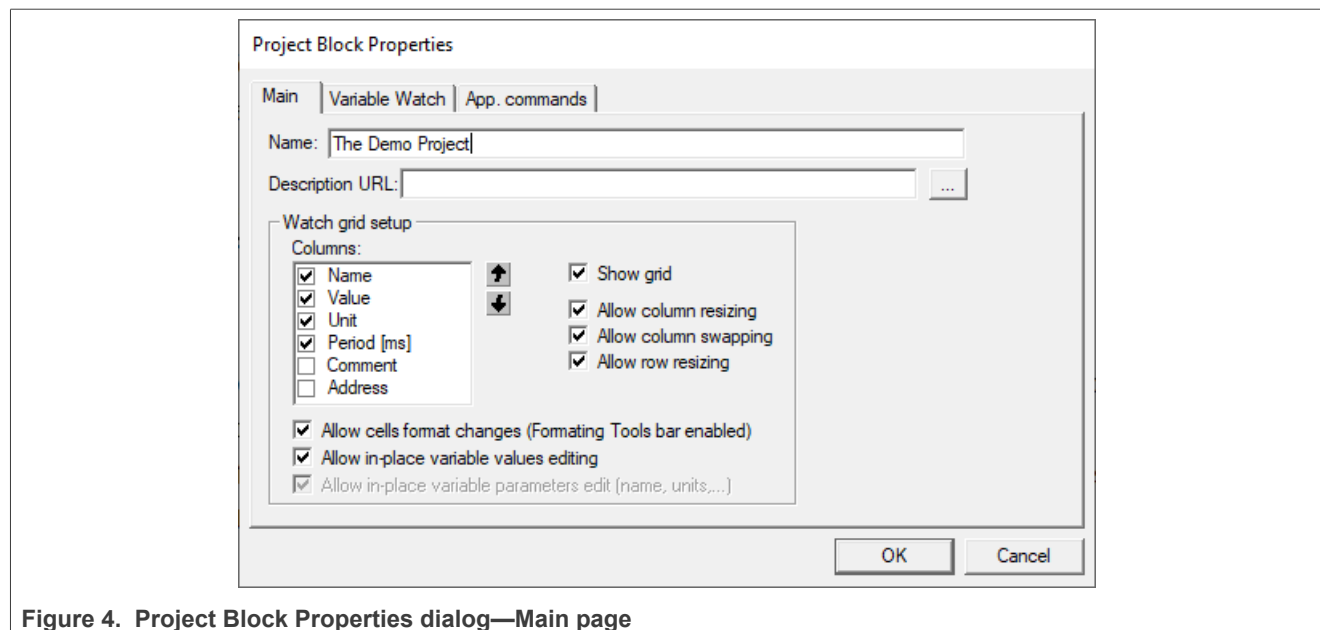 Project Block Properties
Main Variable Watch App. commands
Name: The Demo Project
Description URL: ...
Watch grid setup
Columns:
Name
Value
Unit
Period [ms]
Comment
Address
Show grid
Allow column resizing
Allow column swapping
Allow row resizing
Allow cells format changes (Formating Tools bar enabled)
Allow in-place variable values editing
Allow in-place variable parameters edit (name, units,...)
OK Cancel
Figure 4. Project Block Properties dialog—Main page